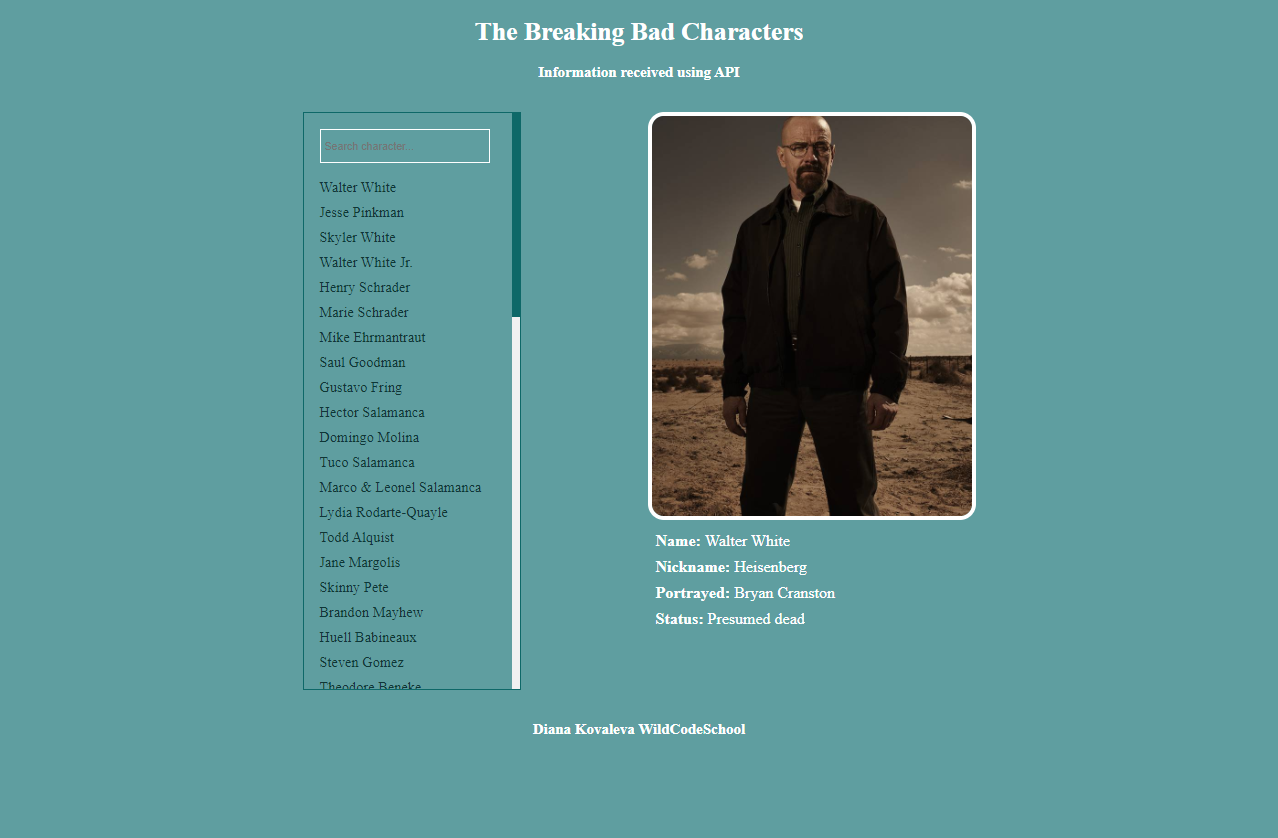 The Breaking Bad Characters
Information received using API
Search character...
Walter White
Jesse Pinkman
Skyler White
Walter White Jr.
Henry Schrader
Marie Schrader
Mike Ehrmantraut
Saul Goodman
Gustavo Fring
Hector Salamanca
Domingo Molina
Tuco Salamanca
Marco & Leonel Salamanca
Lydia Rodarte-Quayle
Todd Alquist
Jane Margolis
Skinny Pete
Brandon Mayhew
Huell Babineaux
Steven Gomez
Theodore Beneke
Name: Walter White
Nickname: Heisenberg
Portrayed: Bryan Cranston
Status: Presumed dead
Diana Kovaleva WildCodeSchool